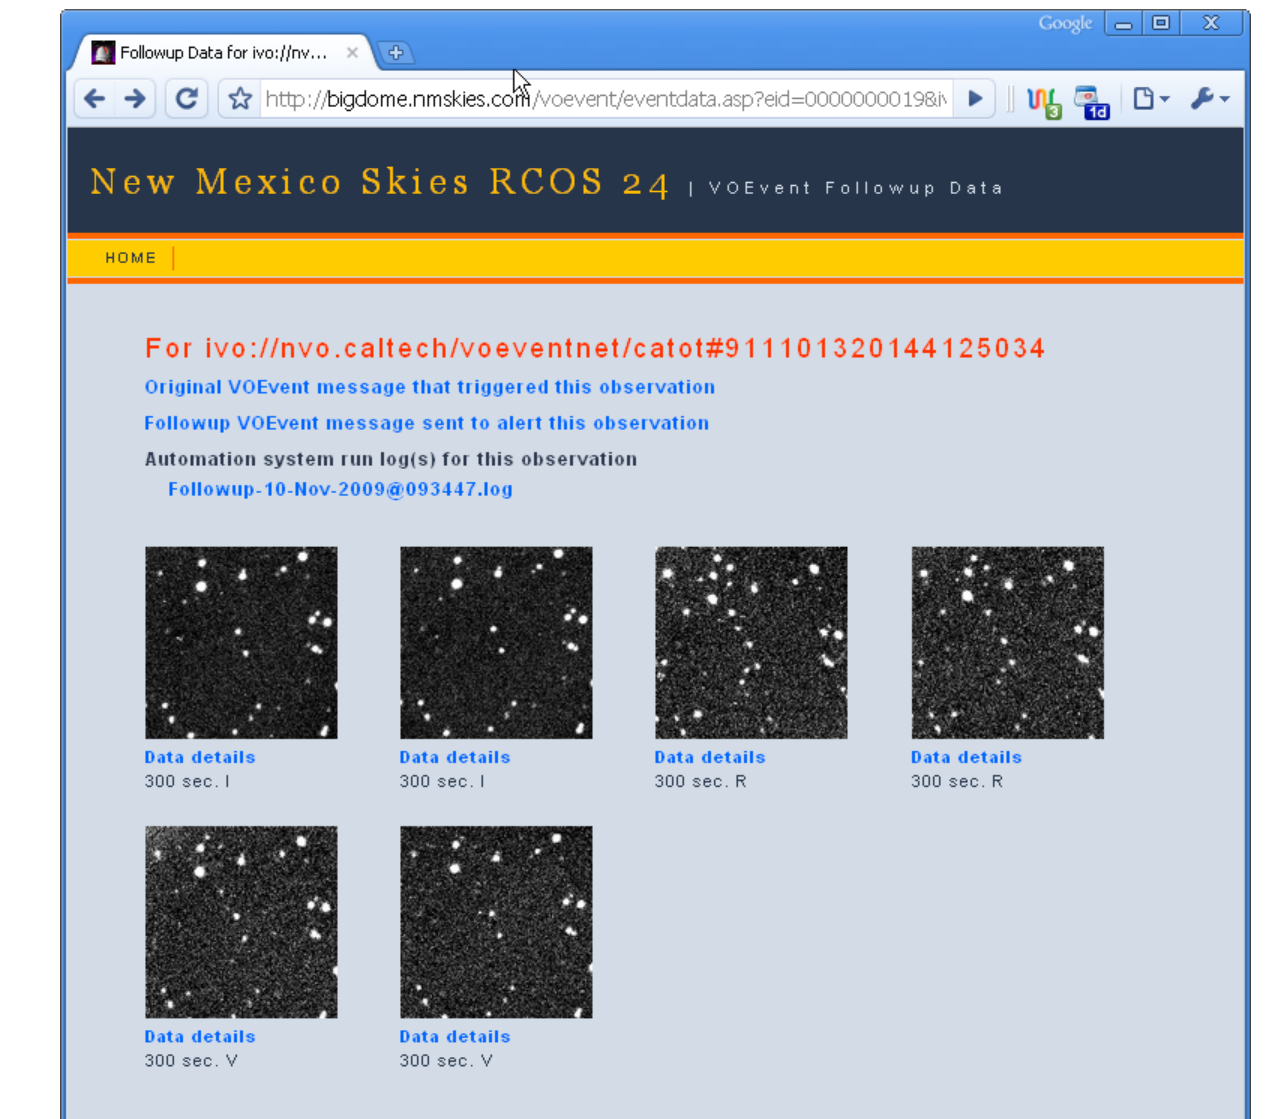 Google
Followup Data for ivo://nv...
http://bigdome.nmskies.com/voevent/eventdata.asp?eid=0000000019&i
3
1d
New Mexico Skies RCOS 24 | VOEvent Followup Data
HOME
For ivo://nvo.caltech/voeventnet/catot#911101320144125034
Original VOEvent message that triggered this observation
Followup VOEvent message sent to alert this observation
Automation system run log(s) for this observation
Followup-10-Nov-2009@093447.log
Data details Data details Data details Data details
300 sec. I 300 sec. I 300 sec. R 300 sec. R
Data details Data details
300 sec. V 300 sec. V